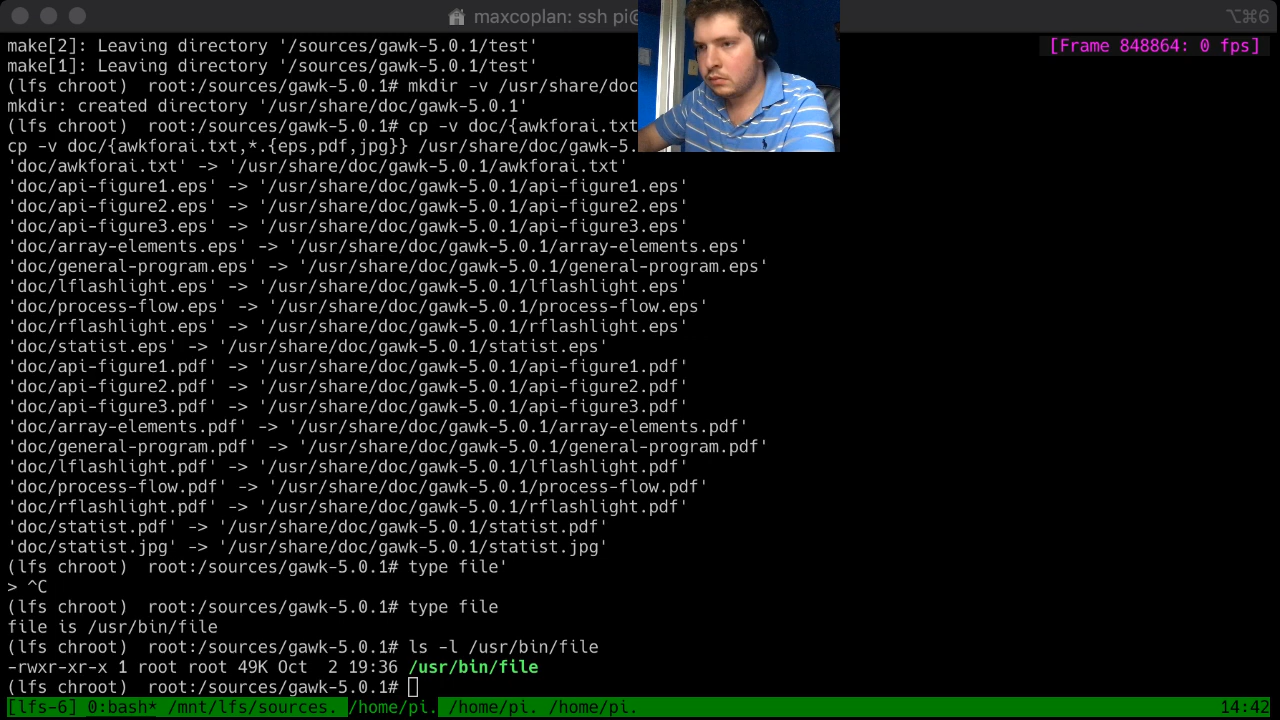 maxcoplan: ssh pi@
⌥⌘6
make[2]: Leaving directory '/sources/gawk-5.0.1/test'
[Frame 848864: 0 fps]
make[1]: Leaving directory '/sources/gawk-5.0.1/test'
(lfs chroot)  root:/sources/gawk-5.0.1# mkdir -v /usr/share/doc
mkdir: created directory '/usr/share/doc/gawk-5.0.1'
(lfs chroot)  root:/sources/gawk-5.0.1# cp -v doc/{awkforai.txt
cp -v doc/{awkforai.txt,*.{eps,pdf,jpg}} /usr/share/doc/gawk-5.
'doc/awkforai.txt' -> '/usr/share/doc/gawk-5.0.1/awkforai.txt'
'doc/api-figure1.eps' -> '/usr/share/doc/gawk-5.0.1/api-figure1.eps'
'doc/api-figure2.eps' -> '/usr/share/doc/gawk-5.0.1/api-figure2.eps'
'doc/api-figure3.eps' -> '/usr/share/doc/gawk-5.0.1/api-figure3.eps'
'doc/array-elements.eps' -> '/usr/share/doc/gawk-5.0.1/array-elements.eps'
'doc/general-program.eps' -> '/usr/share/doc/gawk-5.0.1/general-program.eps'
'doc/lflashlight.eps' -> '/usr/share/doc/gawk-5.0.1/lflashlight.eps'
'doc/process-flow.eps' -> '/usr/share/doc/gawk-5.0.1/process-flow.eps'
'doc/rflashlight.eps' -> '/usr/share/doc/gawk-5.0.1/rflashlight.eps'
'doc/statist.eps' -> '/usr/share/doc/gawk-5.0.1/statist.eps'
'doc/api-figure1.pdf' -> '/usr/share/doc/gawk-5.0.1/api-figure1.pdf'
'doc/api-figure2.pdf' -> '/usr/share/doc/gawk-5.0.1/api-figure2.pdf'
'doc/api-figure3.pdf' -> '/usr/share/doc/gawk-5.0.1/api-figure3.pdf'
'doc/array-elements.pdf' -> '/usr/share/doc/gawk-5.0.1/array-elements.pdf'
'doc/general-program.pdf' -> '/usr/share/doc/gawk-5.0.1/general-program.pdf'
'doc/lflashlight.pdf' -> '/usr/share/doc/gawk-5.0.1/lflashlight.pdf'
'doc/process-flow.pdf' -> '/usr/share/doc/gawk-5.0.1/process-flow.pdf'
'doc/rflashlight.pdf' -> '/usr/share/doc/gawk-5.0.1/rflashlight.pdf'
'doc/statist.pdf' -> '/usr/share/doc/gawk-5.0.1/statist.pdf'
'doc/statist.jpg' -> '/usr/share/doc/gawk-5.0.1/statist.jpg'
(lfs chroot)  root:/sources/gawk-5.0.1# type file'
> ^C
(lfs chroot)  root:/sources/gawk-5.0.1# type file
file is /usr/bin/file
(lfs chroot)  root:/sources/gawk-5.0.1# ls -l /usr/bin/file
-rwxr-xr-x 1 root root 49K Oct  2 19:36 /usr/bin/file
(lfs chroot)  root:/sources/gawk-5.0.1#
[lfs-6] 0:bash* /mnt/lfs/sources. /home/pi. /home/pi. /home/pi. 14:42